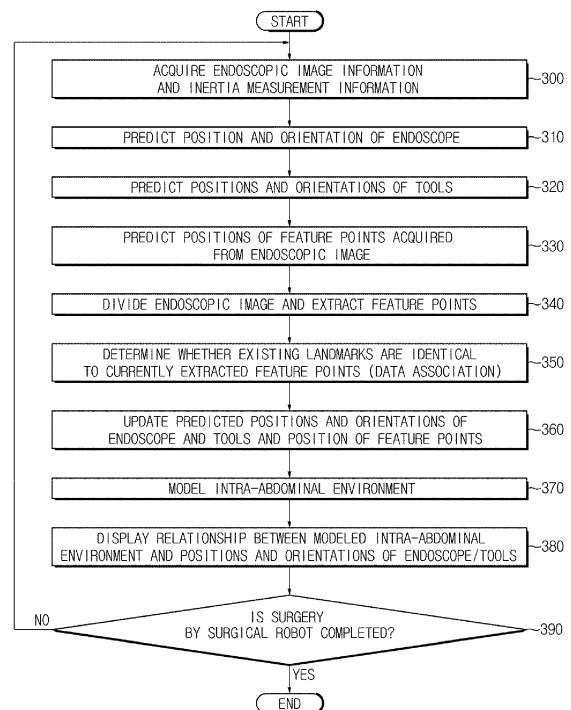 START
ACQUIRE ENDOSCOPIC IMAGE INFORMATION
AND INERTIA MEASUREMENT INFORMATION
300
PREDICT POSITION AND ORIENTATION OF ENDOSCOPE
310
PREDICT POSITIONS AND ORIENTATIONS OF TOOLS
320
PREDICT POSITIONS OF FEATURE POINTS ACQUIRED
FROM ENDOSCOPIC IMAGE
330
DIVIDE ENDOSCOPIC IMAGE AND EXTRACT FEATURE POINTS
340
DETERMINE WHETHER EXISTING LANDMARKS ARE IDENTICAL
TO CURRENTLY EXTRACTED FEATURE POINTS (DATA ASSOCIATION)
350
UPDATE PREDICTED POSITIONS AND ORIENTATIONS OF
ENDOSCOPE AND TOOLS AND POSITION OF FEATURE POINTS
360
MODEL INTRA-ABDOMINAL ENVIRONMENT
370
DISPLAY RELATIONSHIP BETWEEN MODELED INTRA-ABDOMINAL
ENVIRONMENT AND POSITIONS AND ORIENTATIONS OF ENDOSCOPE/TOOLS
380
NO
IS SURGERY
BY SURGICAL ROBOT COMPLETED?
390
YES
END